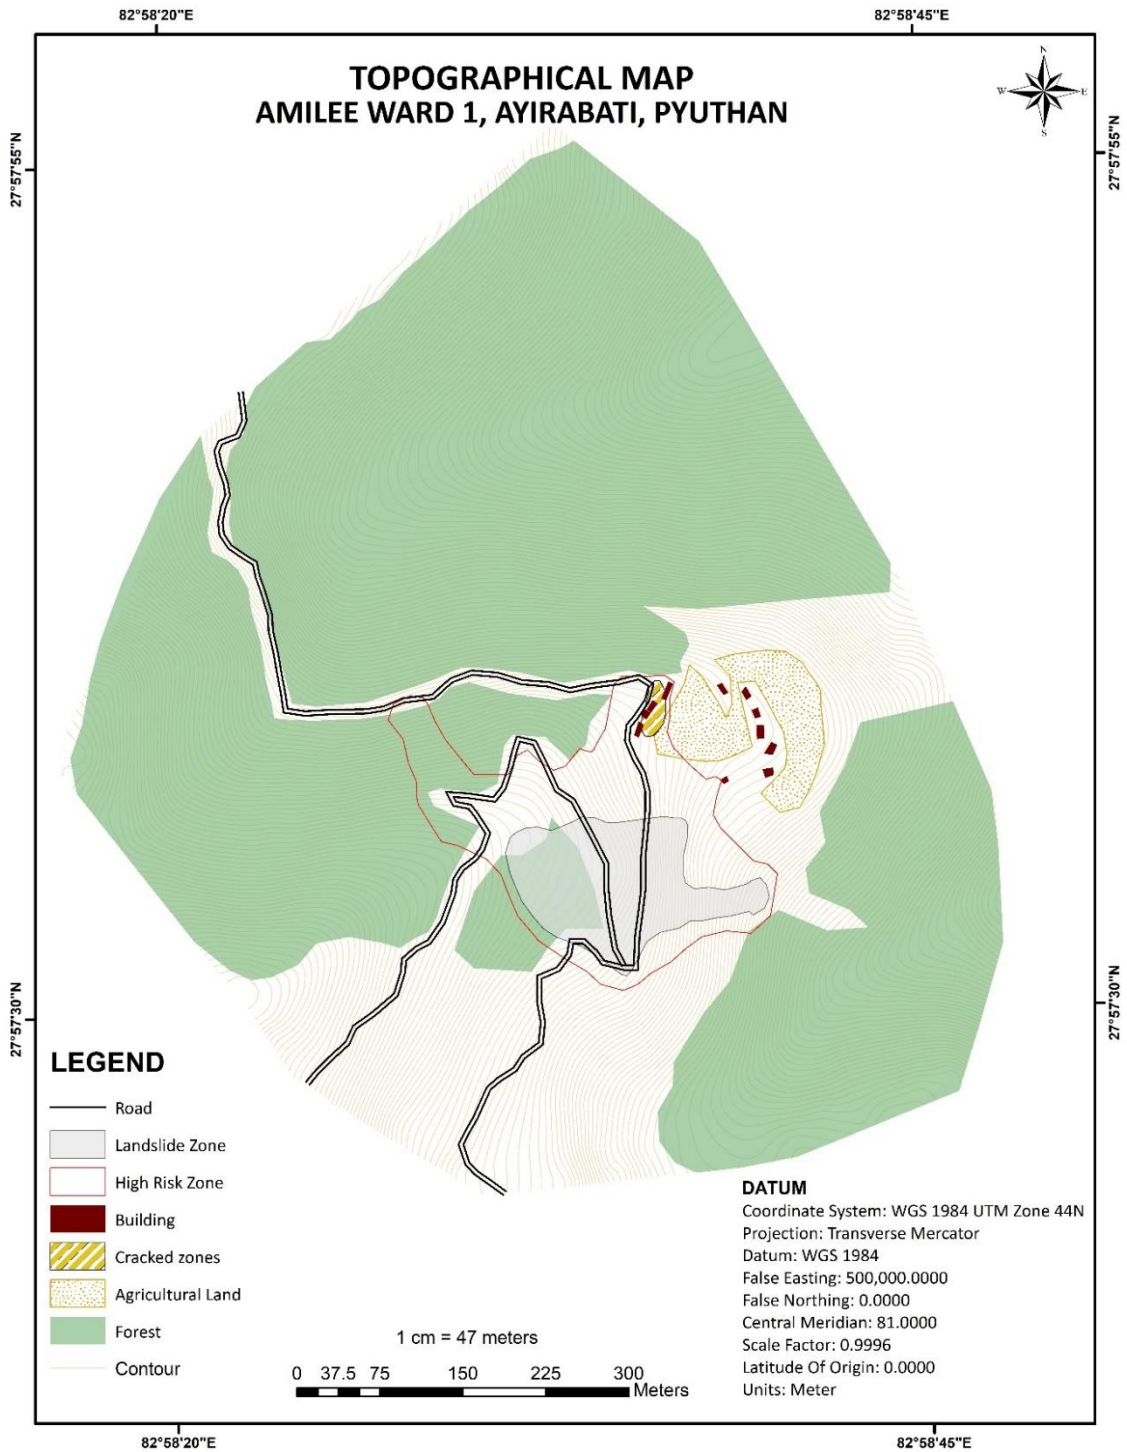 82°58'20"E
82°58'45"E
TOPOGRAPHICAL MAP
AMILEE WARD 1, AYIRABATI, PYUTHAN
N
W
E
S
27°57'55"N
27°57'55"N
27°57'30"N
27°57'30"N
LEGEND
Road
Landslide Zone
High Risk Zone
Building
Cracked zones
Agricultural Land
Forest
Contour
1 cm = 47 meters
0 37.5 75 150 225 300
Meters
DATUM
Coordinate System: WGS 1984 UTM Zone 44N
Projection: Transverse Mercator
Datum: WGS 1984
False Easting: 500,000.0000
False Northing: 0.0000
Central Meridian: 81.0000
Scale Factor: 0.9996
Latitude Of Origin: 0.0000
Units: Meter
82°58'20"E
82°58'45"E